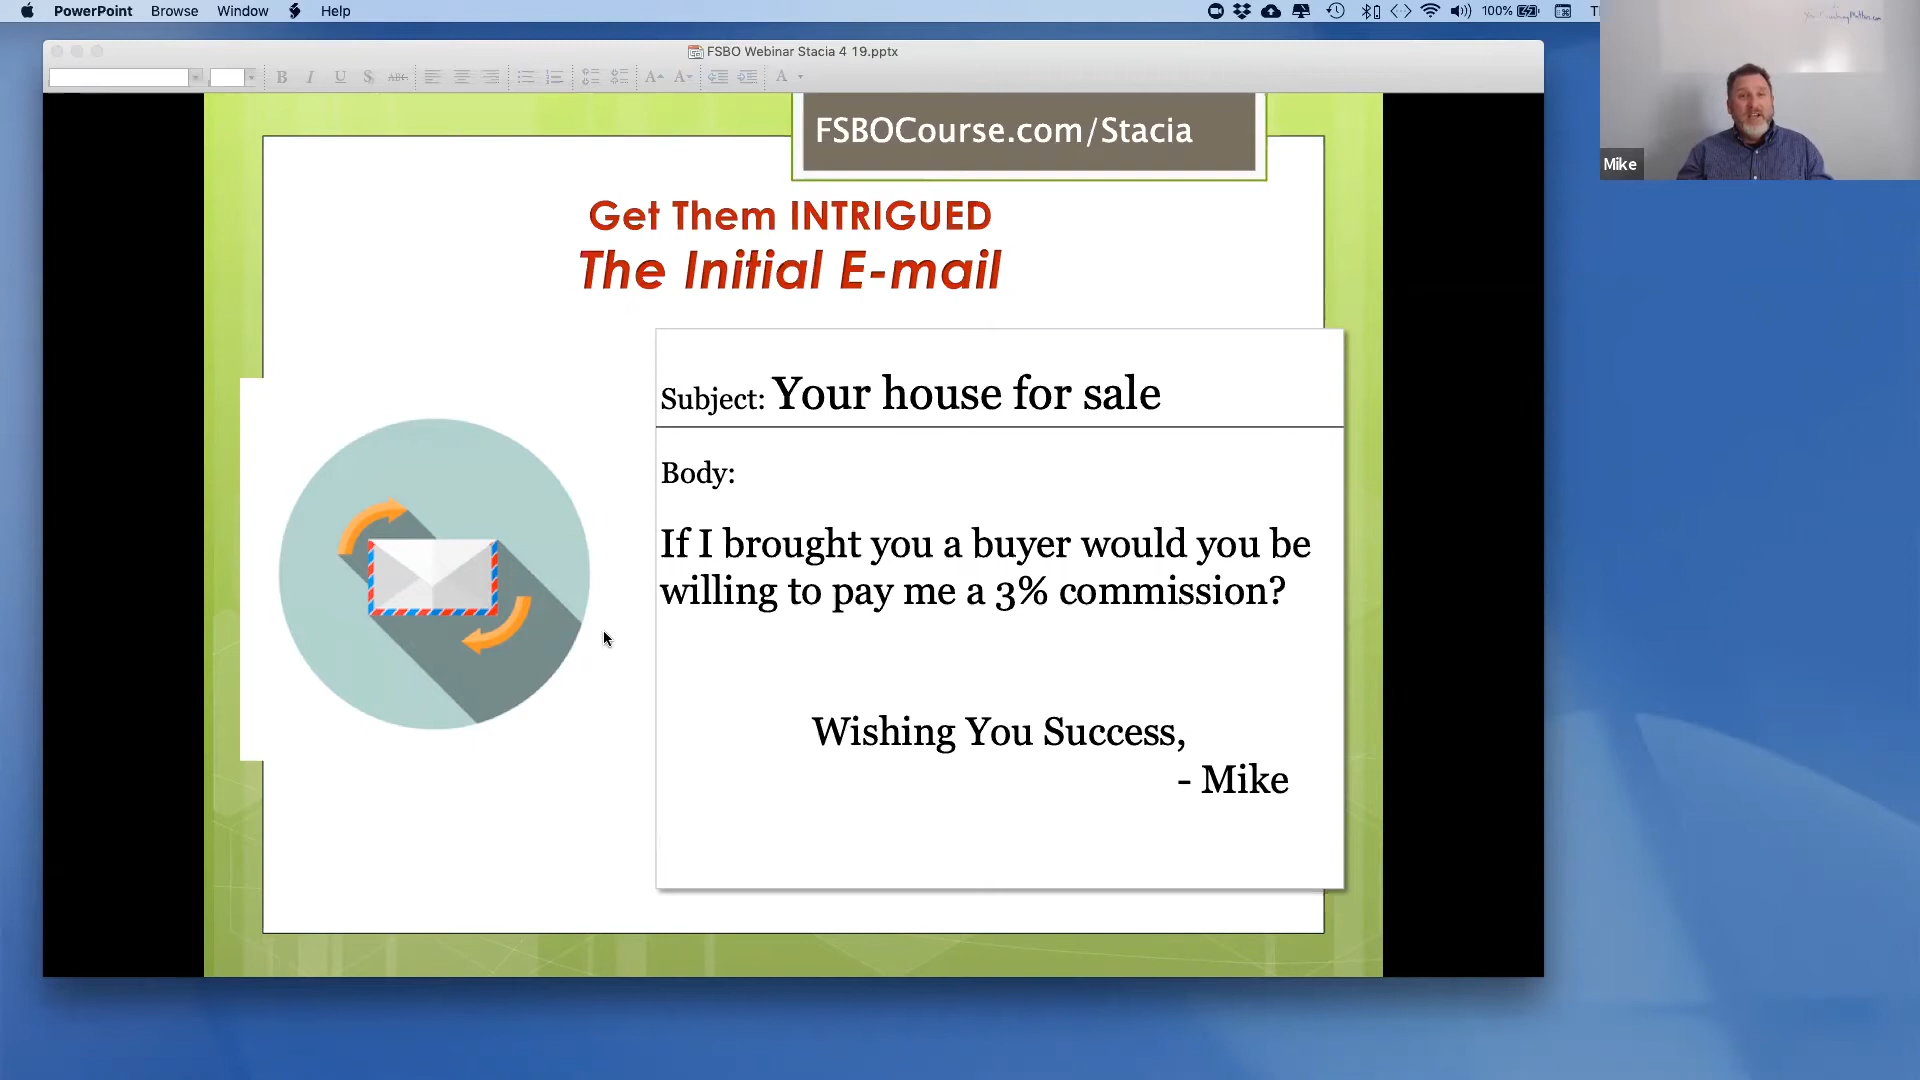 PowerPoint Browse Window Help
100%
FSBO Webinar Stacia 4 19.pptx
B I U S ABC A A A
FSBOCourse.com/Stacia
Mike
Get Them INTRIGUED
The Initial E-mail
Subject: Your house for sale
Body:
If I brought you a buyer would you be
willing to pay me a 3% commission?
Wishing You Success,
- Mike